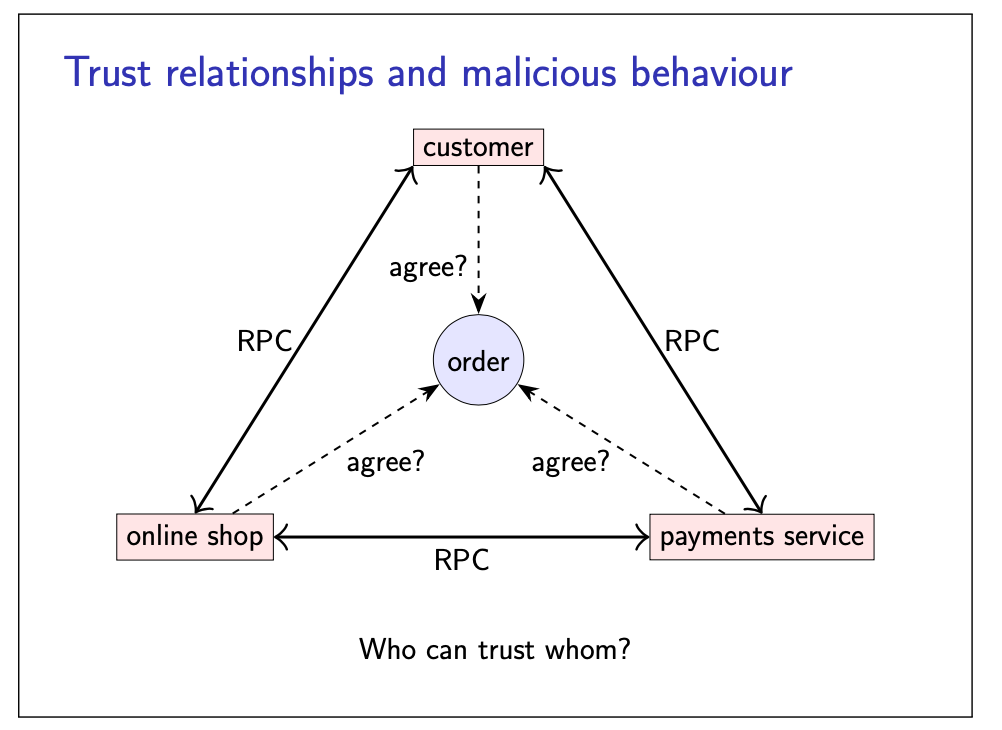 Trust relationships and malicious behaviour
customer
agree?
RPC
RPC
order
agree?
agree?
online shop
payments service
RPC
Who can trust whom?